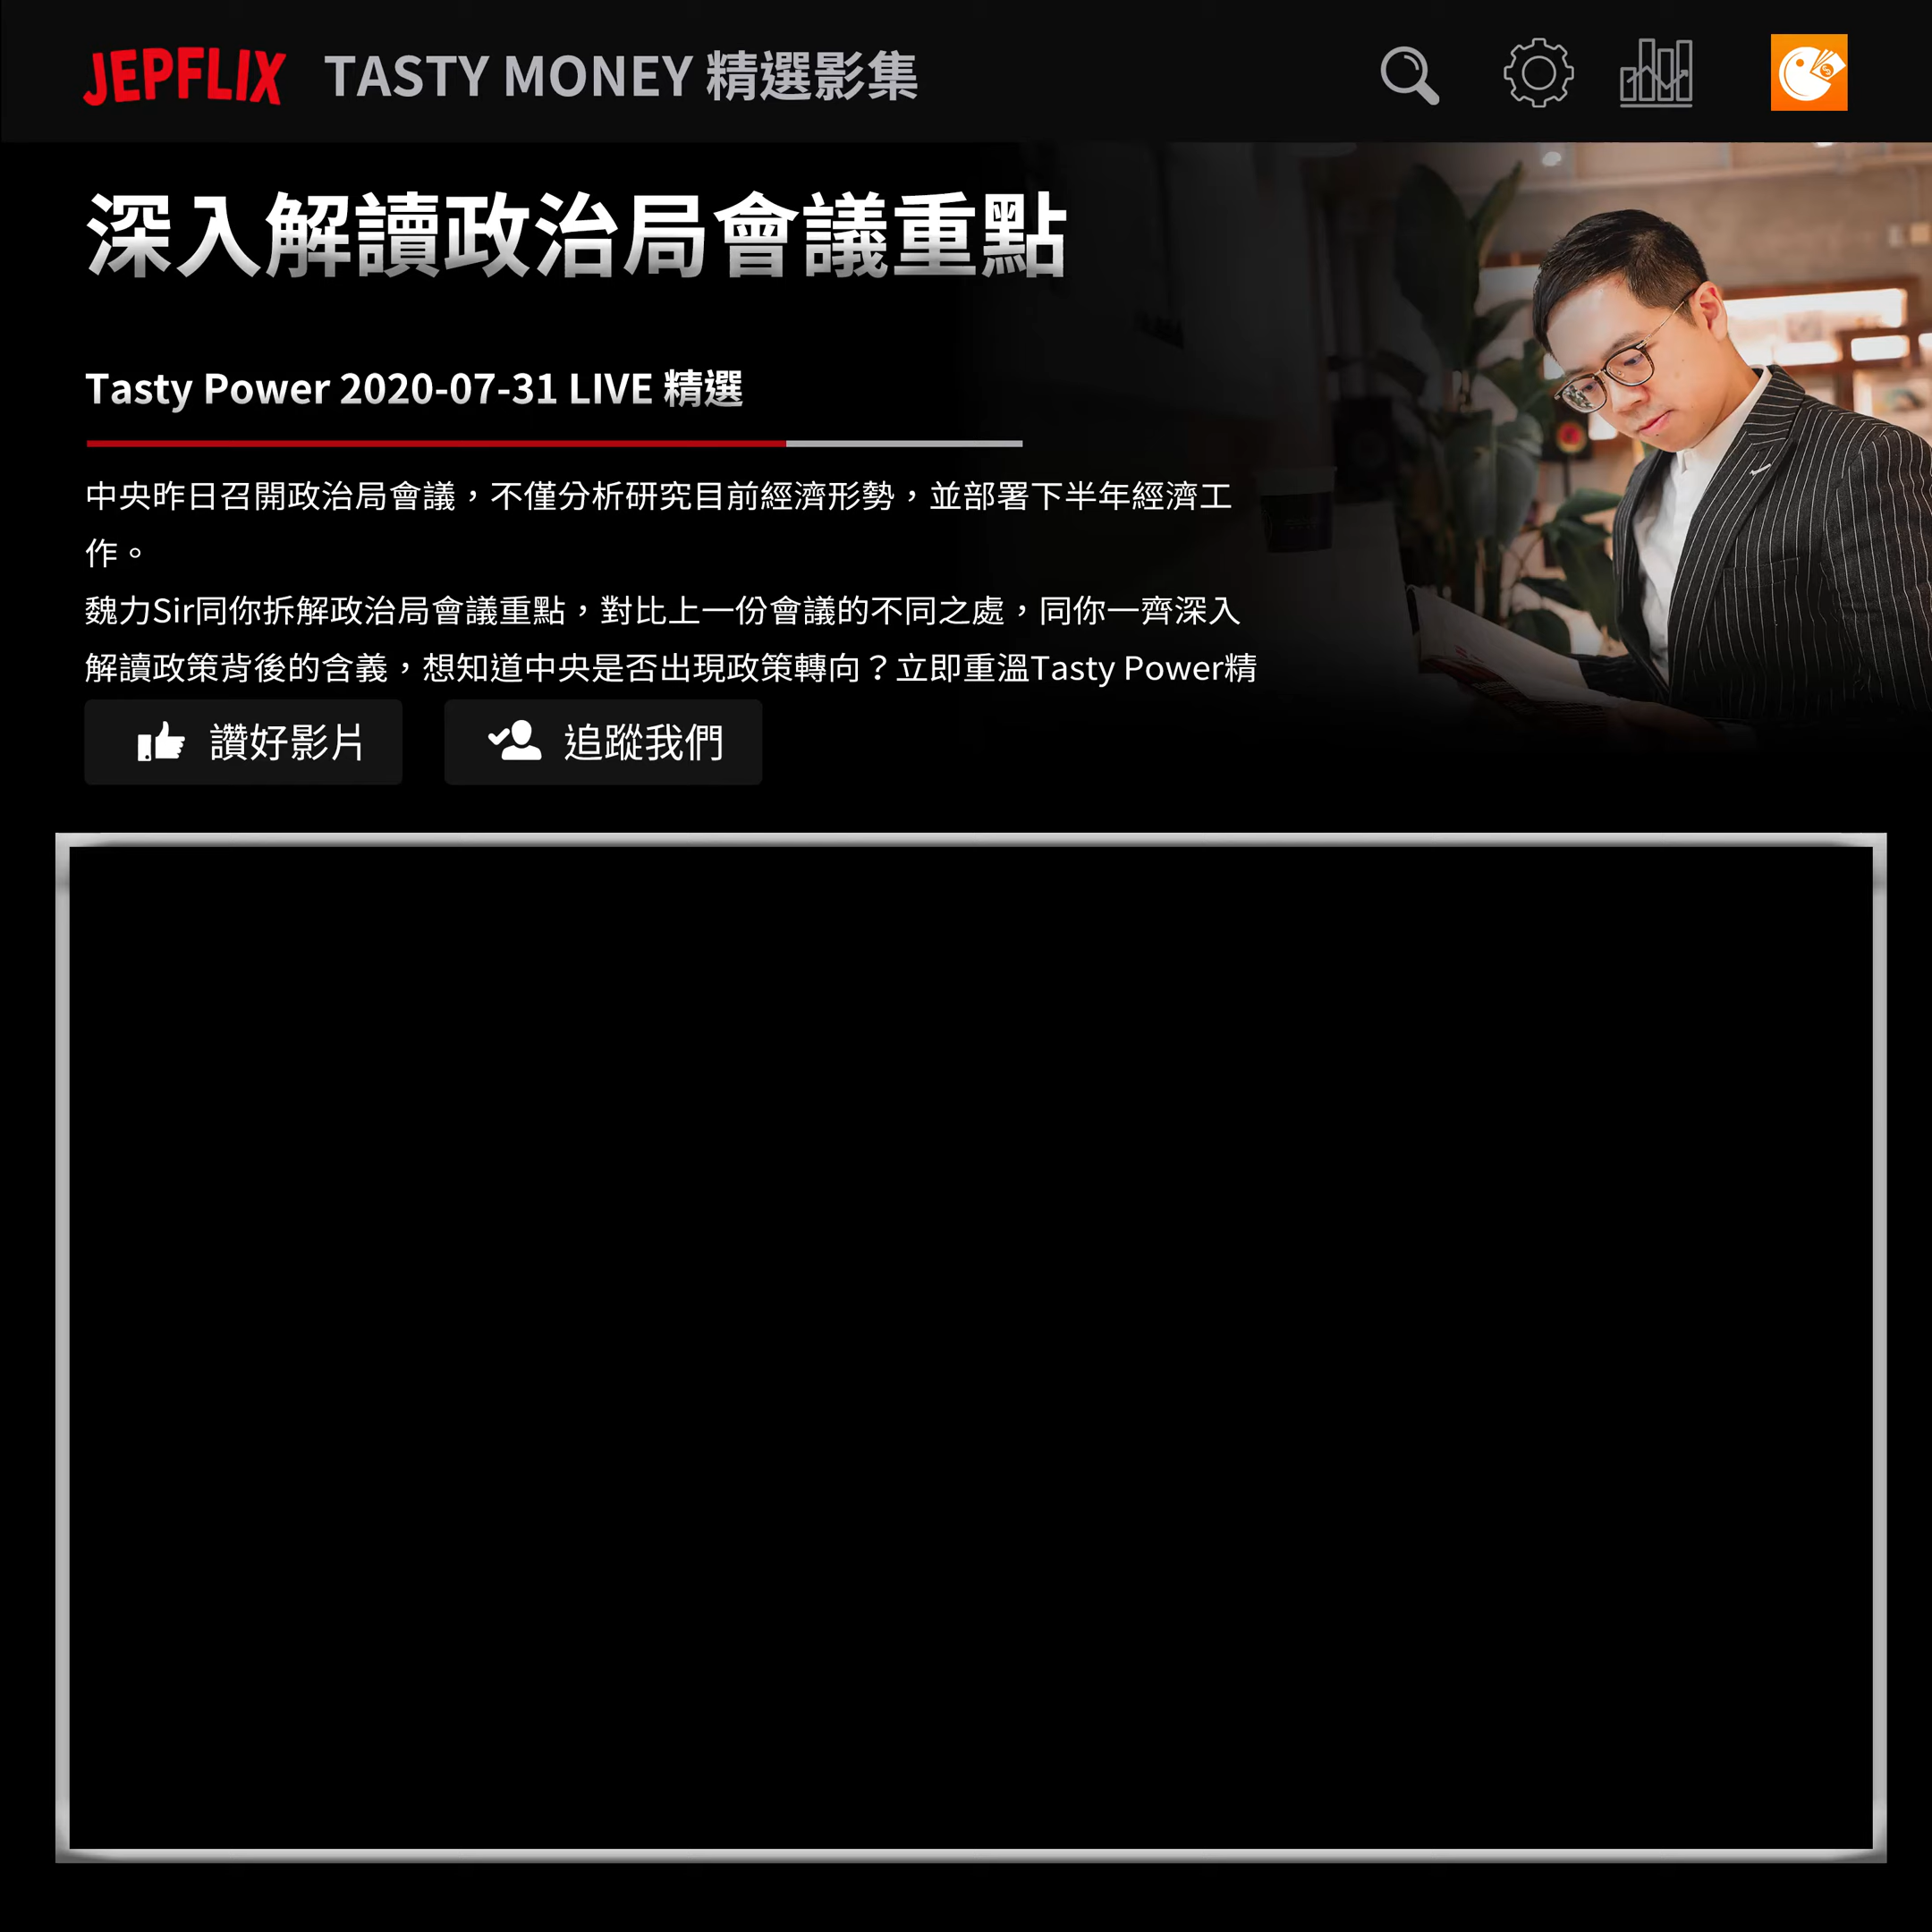 JEPFLIX TASTY MONEY 精選影集
深入解讀政治局會議重點
Tasty Power 2020-07-31 LIVE 精選
中央昨日召開政治局會議，不僅分析研究目前經濟形勢，並部署下半年經濟工
作。
魏力Sir同你拆解政治局會議重點，對比上一份會議的不同之處，同你一齊深入
解讀政策背後的含義，想知道中央是否出現政策轉向？立即重溫Tasty Power精
讚好影片 追蹤我們